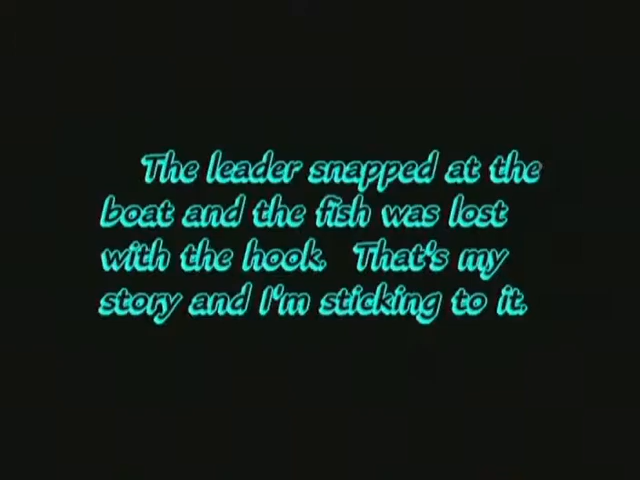 The leader snapped at the
boat and the fish was lost
with the hook. That's my
story and I'm sticking to it.